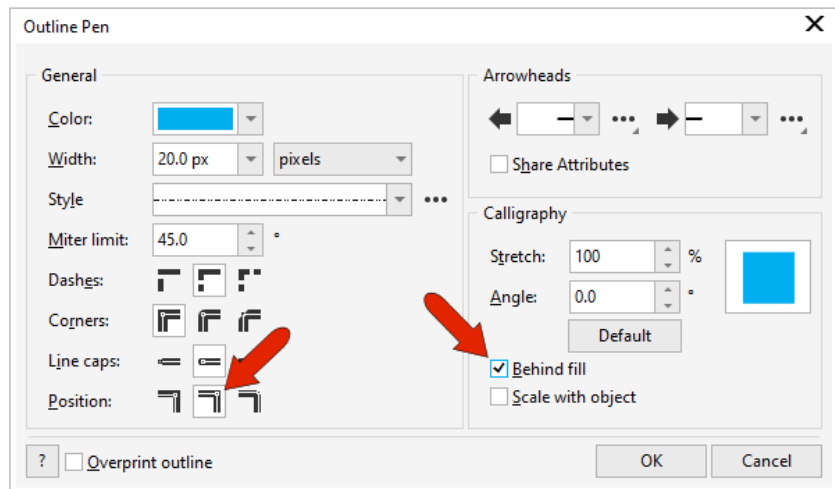 Outline Pen
General
Color:
Width: 20.0 px pixels
Style
Miter limit: 45.0 °
Dashes:
Corners:
Line caps:
Position:
Arrowheads
Share Attributes
Calligraphy
Stretch: 100 %
Angle: 0.0 °
Default
Behind fill
Scale with object
? Overprint outline
OK Cancel